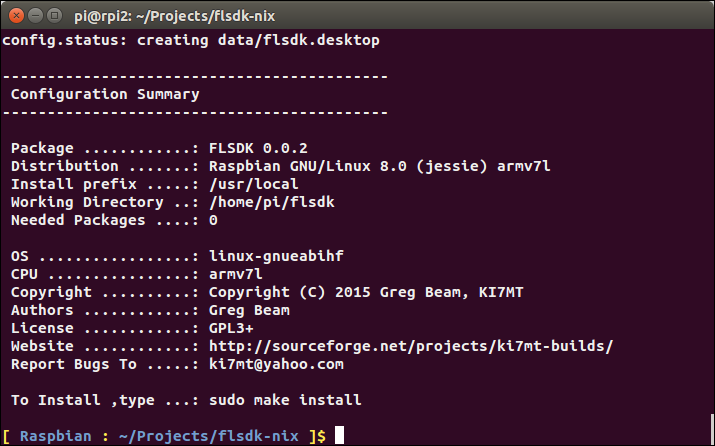 pi@rpi2: ~/Projects/flsdk-nix
config.status: creating data/flsdk.desktop
-------------------------------------------
Configuration Summary
-------------------------------------------
Package ............: FLSDK 0.0.2
Distribution .......: Raspbian GNU/Linux 8.0 (jessie) armv7l
Install prefix .....: /usr/local
Working Directory ..: /home/pi/flsdk
Needed Packages ....: 0
OS .................: linux-gnueabihf
CPU ................: armv7l
Copyright ..........: Copyright (C) 2015 Greg Beam, KI7MT
Authors ............: Greg Beam
License ............: GPL3+
Website ............: http://sourceforge.net/projects/ki7mt-builds/
Report Bugs To .....: ki7mt@yahoo.com
To Install ,type ...: sudo make install
[ Raspbian : ~/Projects/flsdk-nix ]$